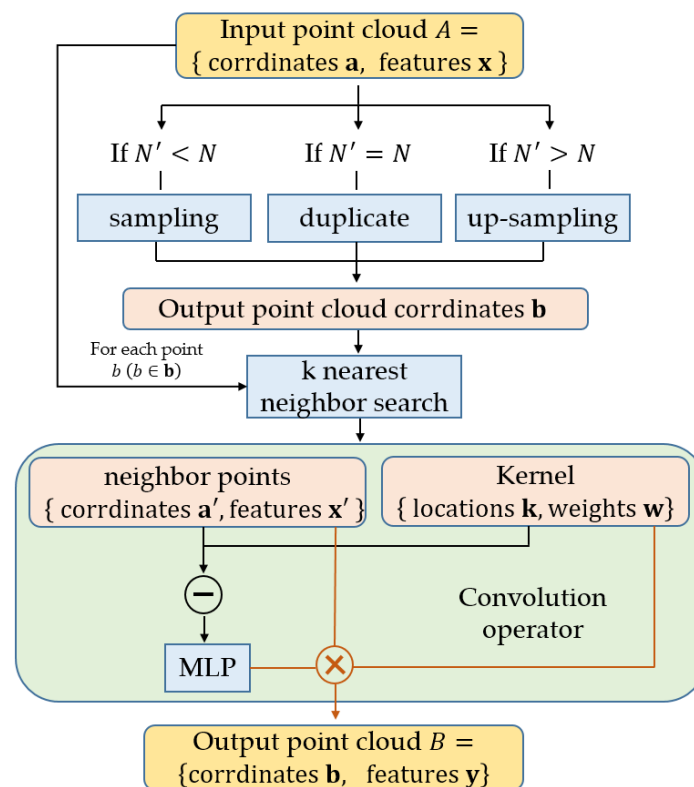 Input point cloud A =
{ corrdinates a, features x }
If N′ < N
If N′ = N
If N′ > N
sampling
duplicate
up-sampling
Output point cloud corrdinates b
For each point
b (b ∈ b)
k nearest
neighbor search
neighbor points
{ corrdinates a′, features x′ }
Kernel
{ locations k, weights w}
−
Convolution
operator
MLP
×
Output point cloud B =
{corrdinates b, features y}